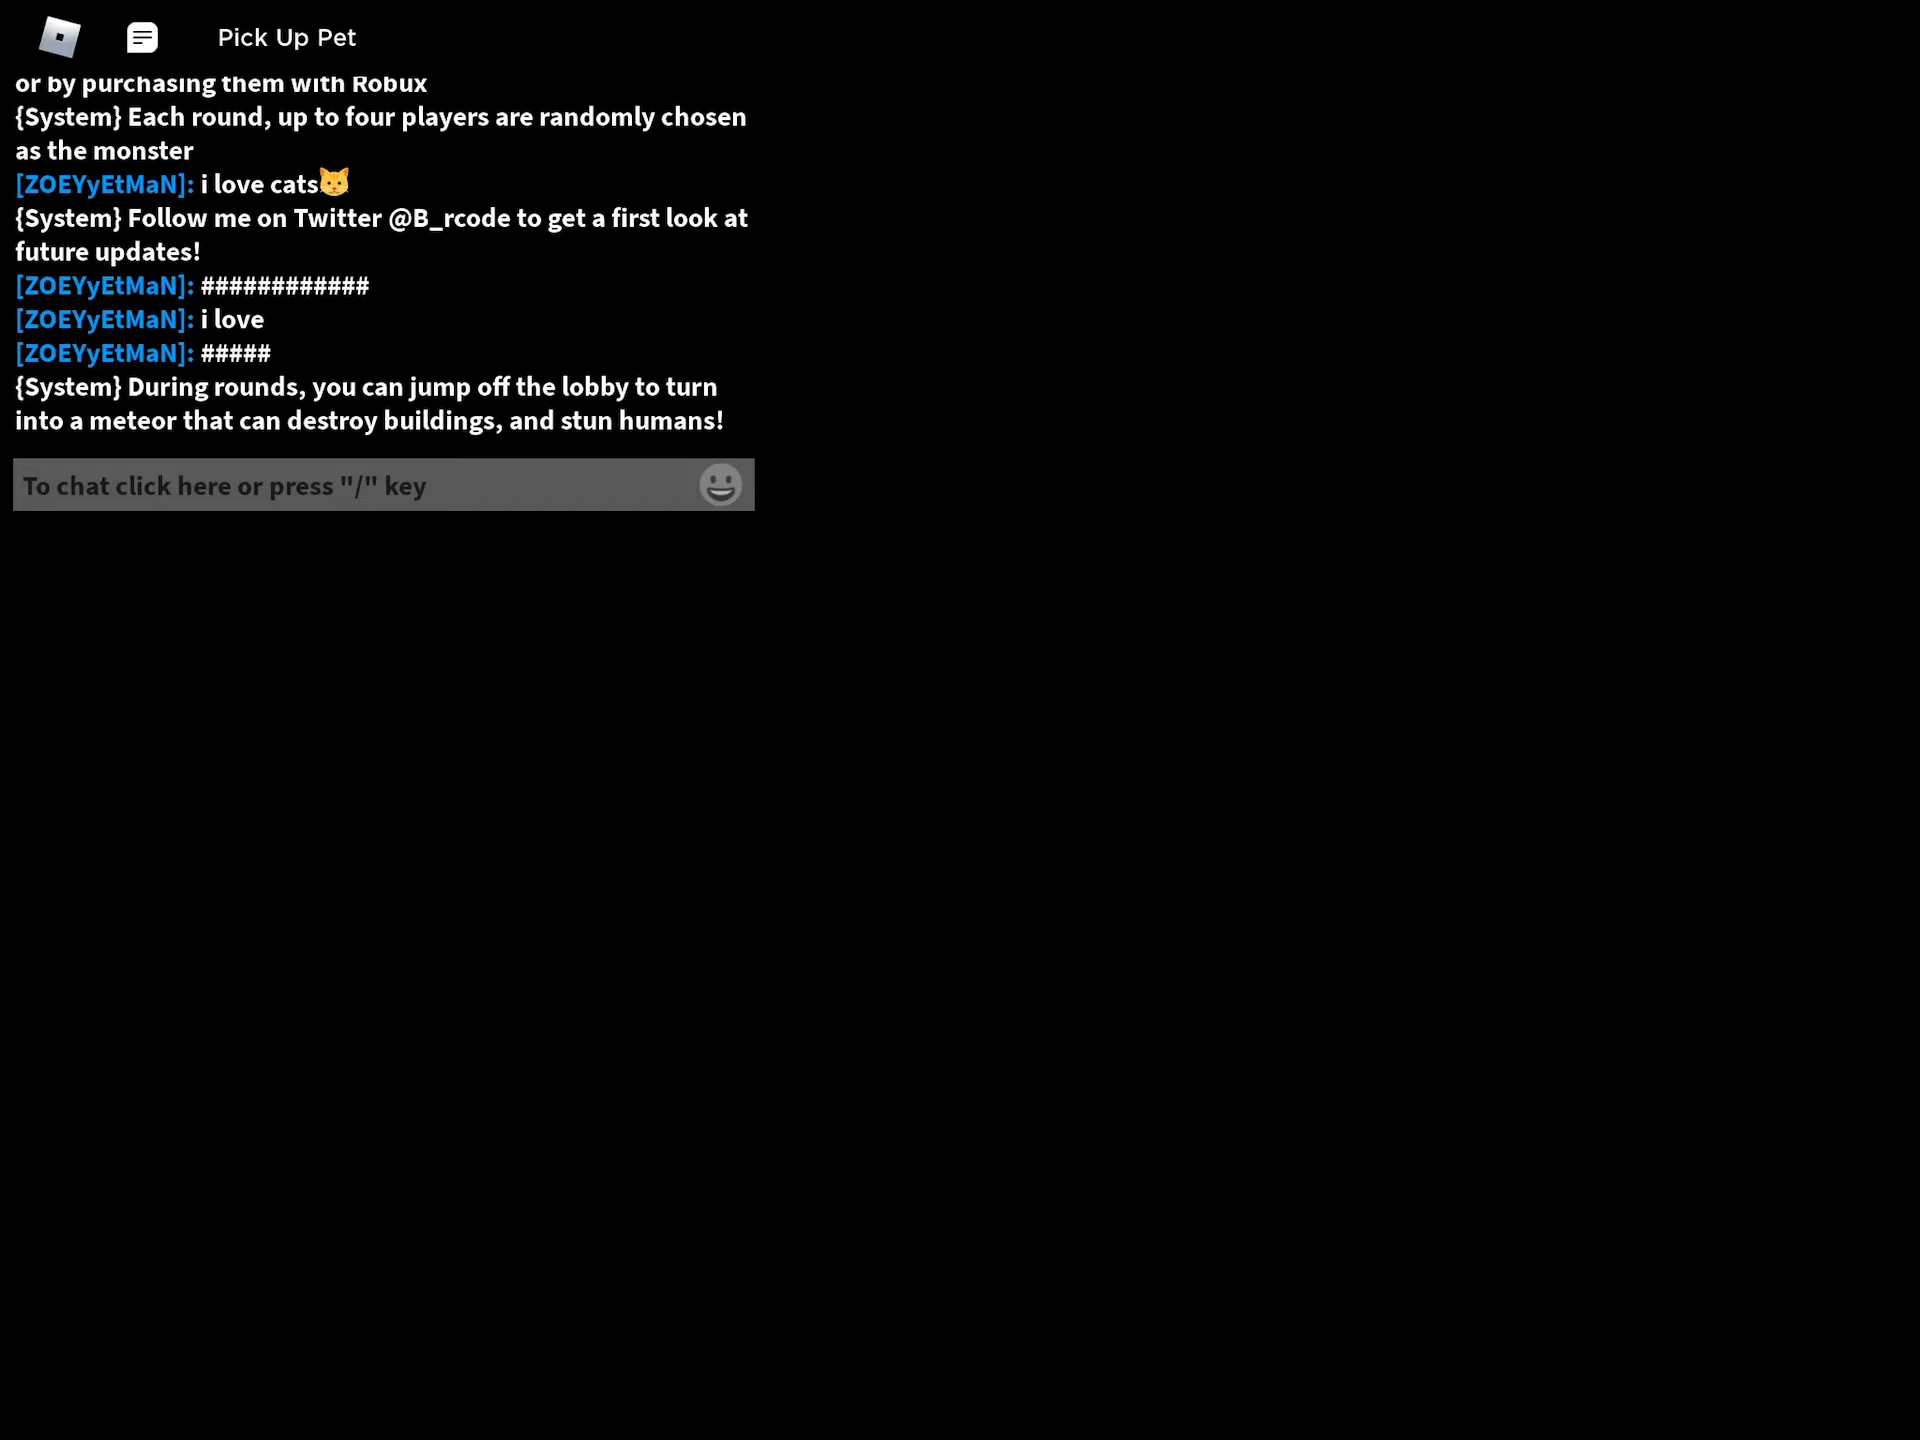 Pick Up Pet
or by purchasing them with Robux
{System} Each round, up to four players are randomly chosen
as the monster
[ZOEYyEtMaN]: i love cats🐱
{System} Follow me on Twitter @B_rcode to get a first look at
future updates!
[ZOEYyEtMaN]: ############
[ZOEYyEtMaN]: i love
[ZOEYyEtMaN]: #####
{System} During rounds, you can jump off the lobby to turn
into a meteor that can destroy buildings, and stun humans!
To chat click here or press "/" key